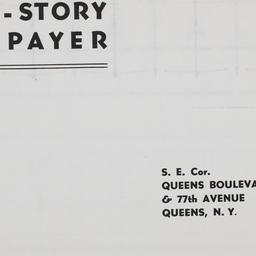 - STORY
PAYER
S. E. Cor.
QUEENS BOULEVA
& 77th AVENUE
QUEENS, N. Y.